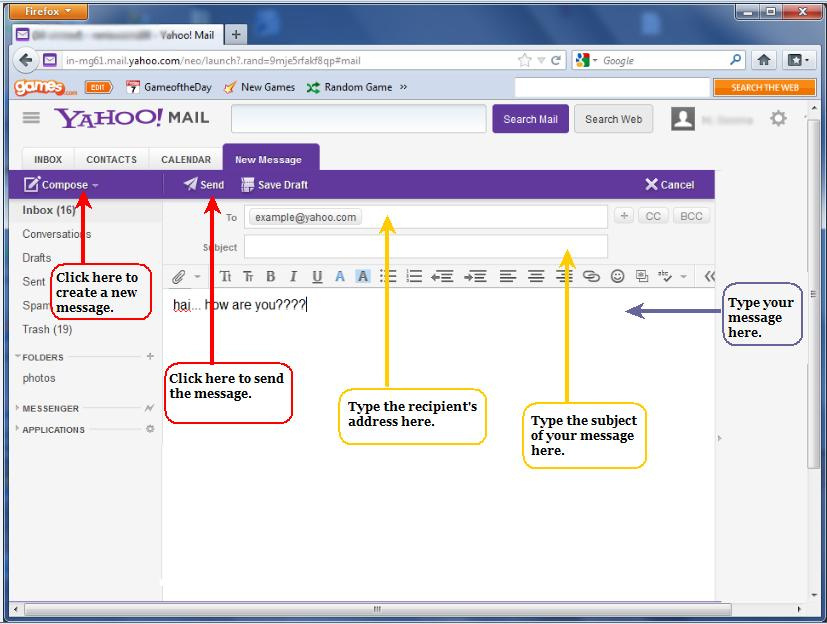 Firefox
Yahoo! Mail
in-mg61.mail.yahoo.com/neo/launch?.rand=9mje5rfakf8qp#mail
Google
games.com EDIT GameoftheDay New Games Random Game »
SEARCH THE WEB
YAHOO! MAIL
Search Mail Search Web
INBOX CONTACTS CALENDAR New Message
Compose Send Save Draft Cancel
Inbox (16)
To example@yahoo.com + CC BCC
Conversations
Subject
Drafts
Sent
Spam
Trash (19)
FOLDERS +
photos
MESSENGER
APPLICATIONS
Tt Tr B I U A A
hai... how are you????
Click here to
create a new
message.
Click here to send
the message.
Type the recipient's
address here.
Type the subject
of your message
here.
Type your
message
here.